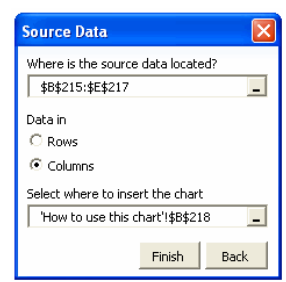 Source Data
Where is the source data located?
$B$215:$E$217
Data in
Rows
Columns
Select where to insert the chart
'How to use this chart'!$B$218
Finish Back